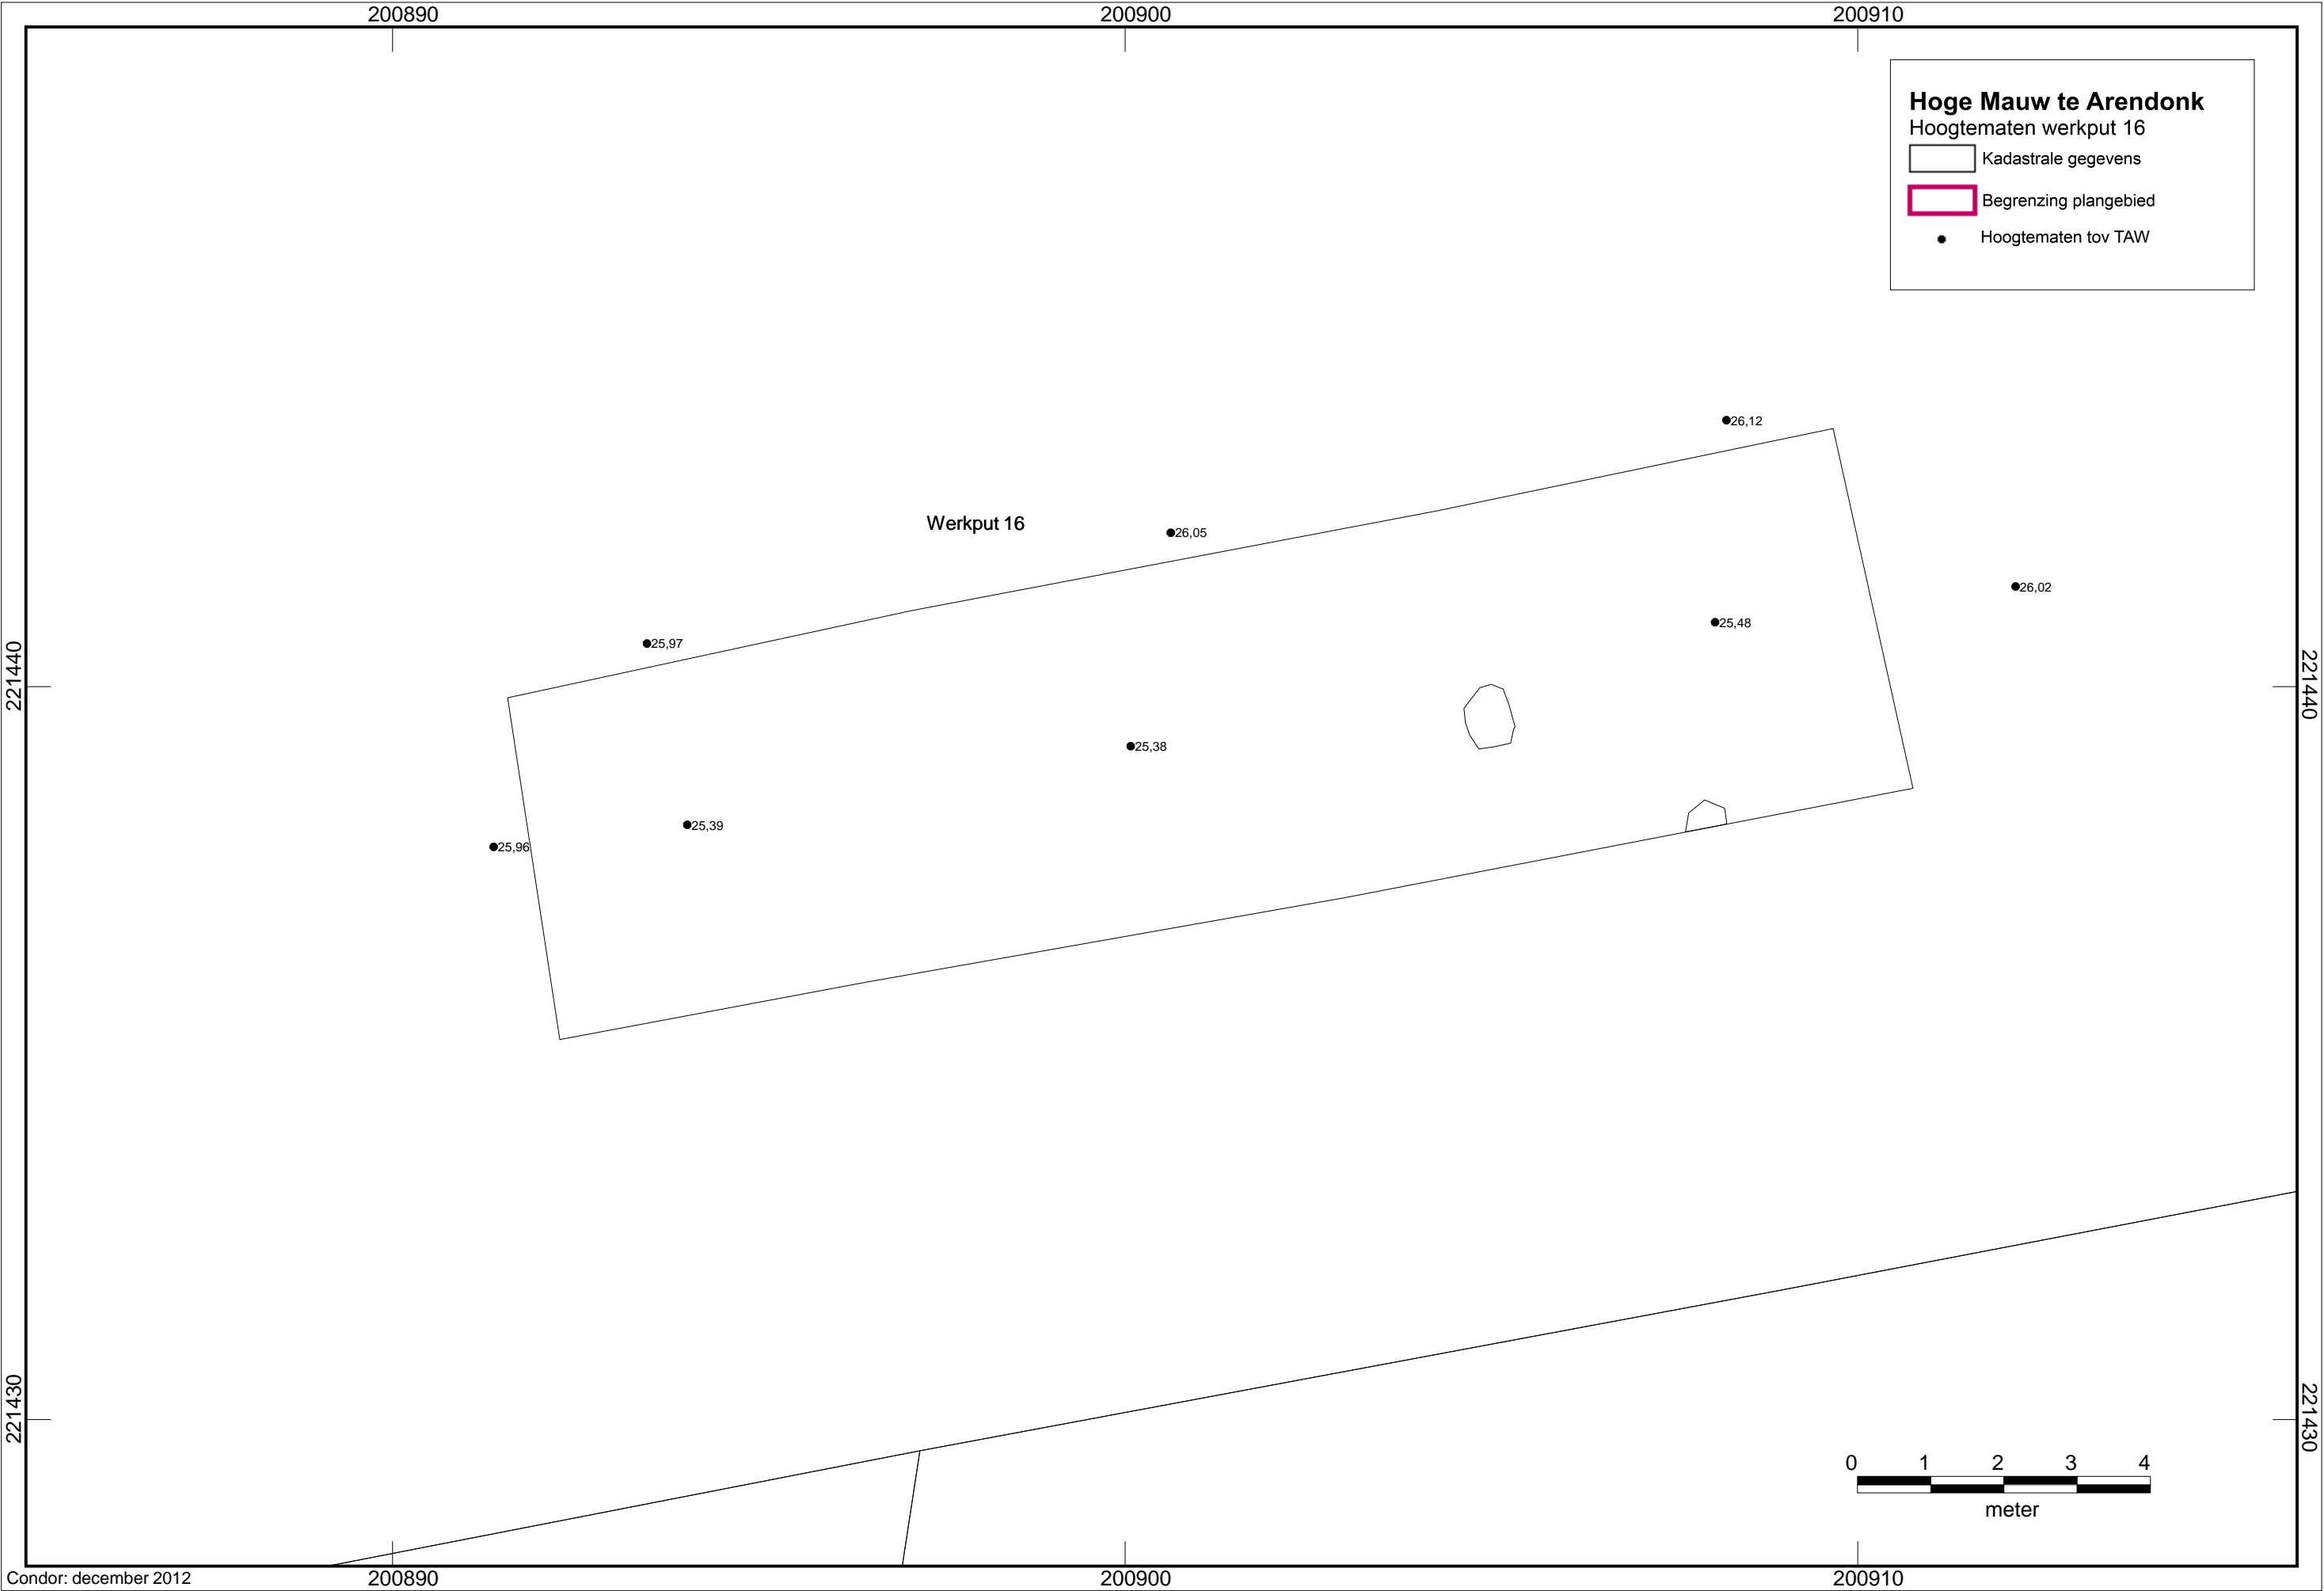 200890
200900
200910
Hoge Mauw te Arendonk
Hoogtematen werkput 16
Kadastrale gegevens
Begrenzing plangebied
Hoogtematen tov TAW
26,12
Werkput 16
26,05
26,02
25,48
25,97
221440
221440
25,38
25,39
25,96
221430
221430
0 1 2 3 4
meter
Condor: december 2012
200890
200900
200910